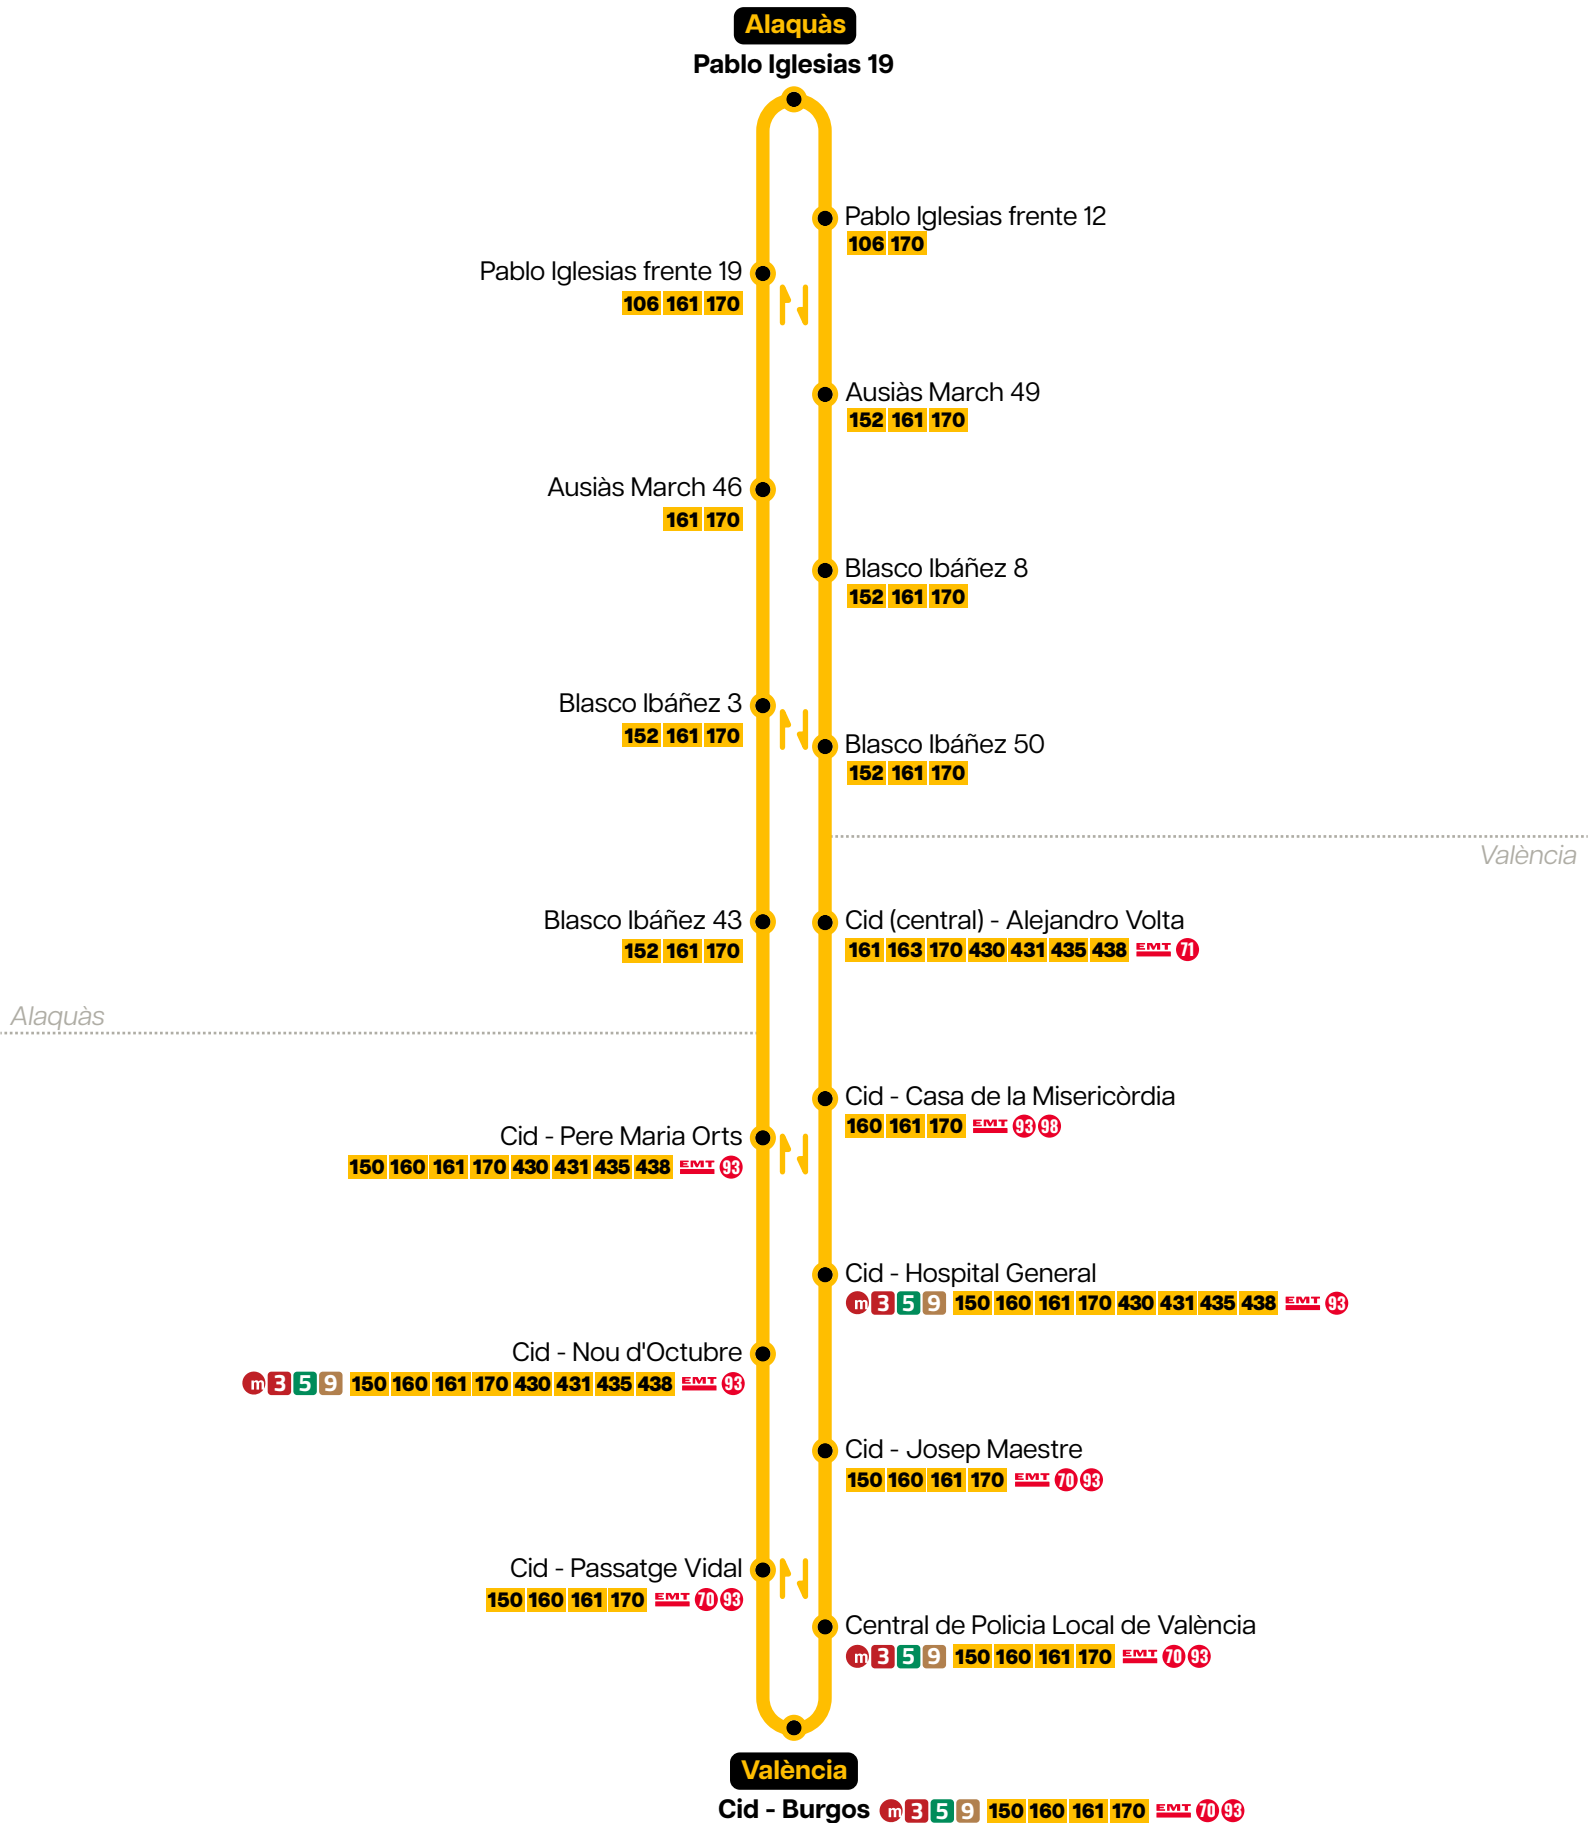 Alaquàs
Pablo Iglesias 19
Pablo Iglesias frente 12
106 170
Pablo Iglesias frente 19
106 161 170
Ausiàs March 49
152 161 170
Ausiàs March 46
161 170
Blasco Ibáñez 8
152 161 170
Blasco Ibáñez 3
152 161 170
Blasco Ibáñez 50
152 161 170
València
Blasco Ibáñez 43
152 161 170
Cid (central) - Alejandro Volta
161 163 170 430 431 435 438 EMT 71
Alaquàs
Cid - Casa de la Misericòrdia
160 161 170 EMT 93 98
Cid - Pere Maria Orts
150 160 161 170 430 431 435 438 EMT 93
Cid - Hospital General
m 3 5 9 150 160 161 170 430 431 435 438 EMT 93
Cid - Nou d'Octubre
m 3 5 9 150 160 161 170 430 431 435 438 EMT 93
Cid - Josep Maestre
150 160 161 170 EMT 70 93
Cid - Passatge Vidal
150 160 161 170 EMT 70 93
Central de Policia Local de València
m 3 5 9 150 160 161 170 EMT 70 93
València
Cid - Burgos m 3 5 9 150 160 161 170 EMT 70 93